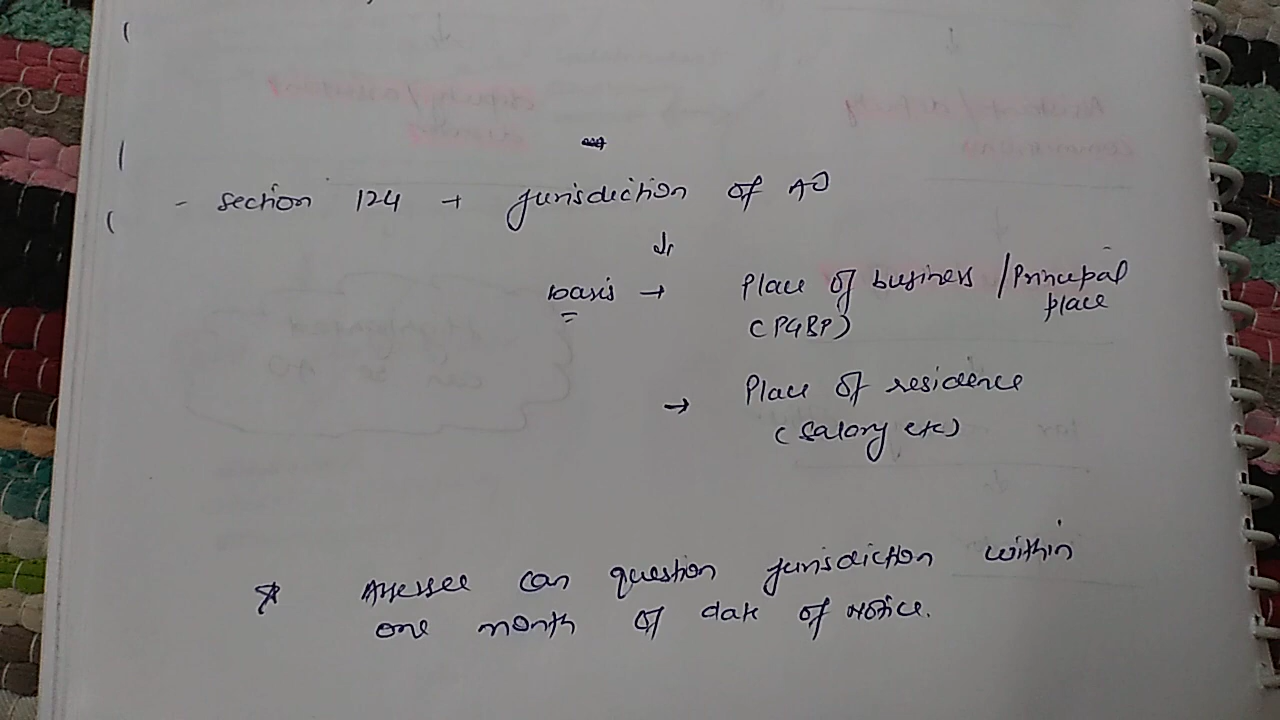 - section 124 → Jurisdiction of AO
↓
basis → Place of business / Principal place
(PGBP)
→ Place of residence
(salary etc)
* Assessee can question jurisdiction within
one month of date of Notice.